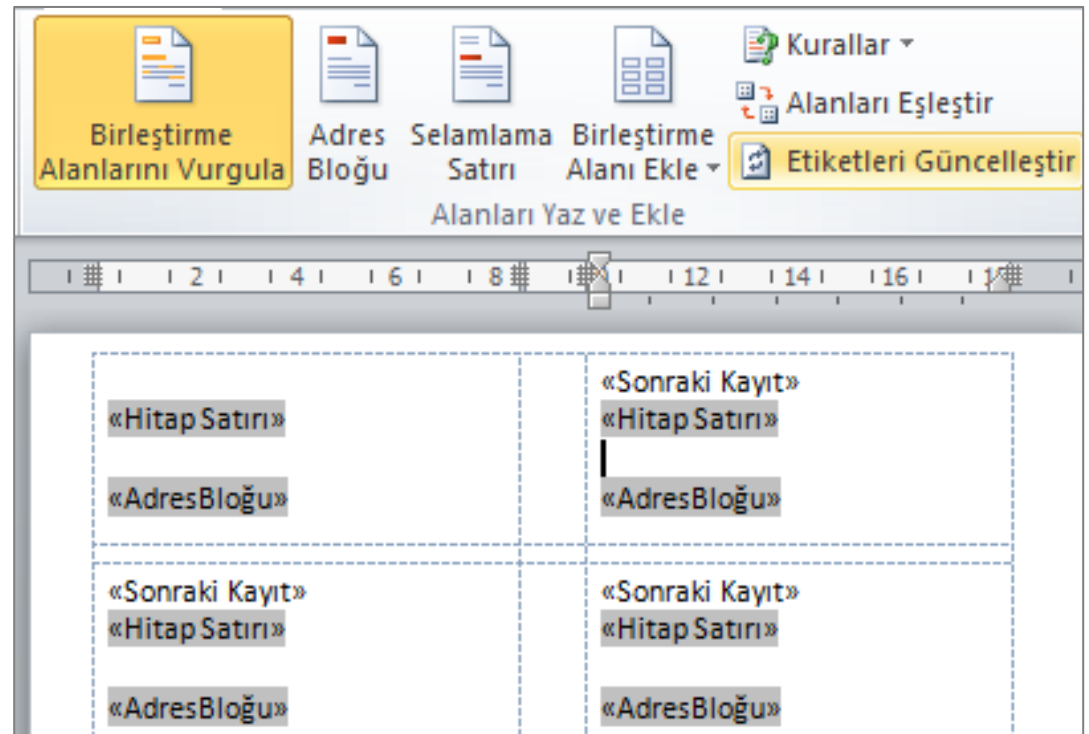 Birleştirme
Alanlarını Vurgula
Adres
Bloğu
Selamlama
Satırı
Birleştirme
Alanı Ekle
Kurallar
Alanları Eşleştir
Etiketleri Güncelleştir
Alanları Yaz ve Ekle
2 4 6 8 12 14 16
«Sonraki Kayıt»
«Hitap Satırı» «Hitap Satırı»
«AdresBloğu» «AdresBloğu»
«Sonraki Kayıt» «Sonraki Kayıt»
«Hitap Satırı» «Hitap Satırı»
«AdresBloğu» «AdresBloğu»